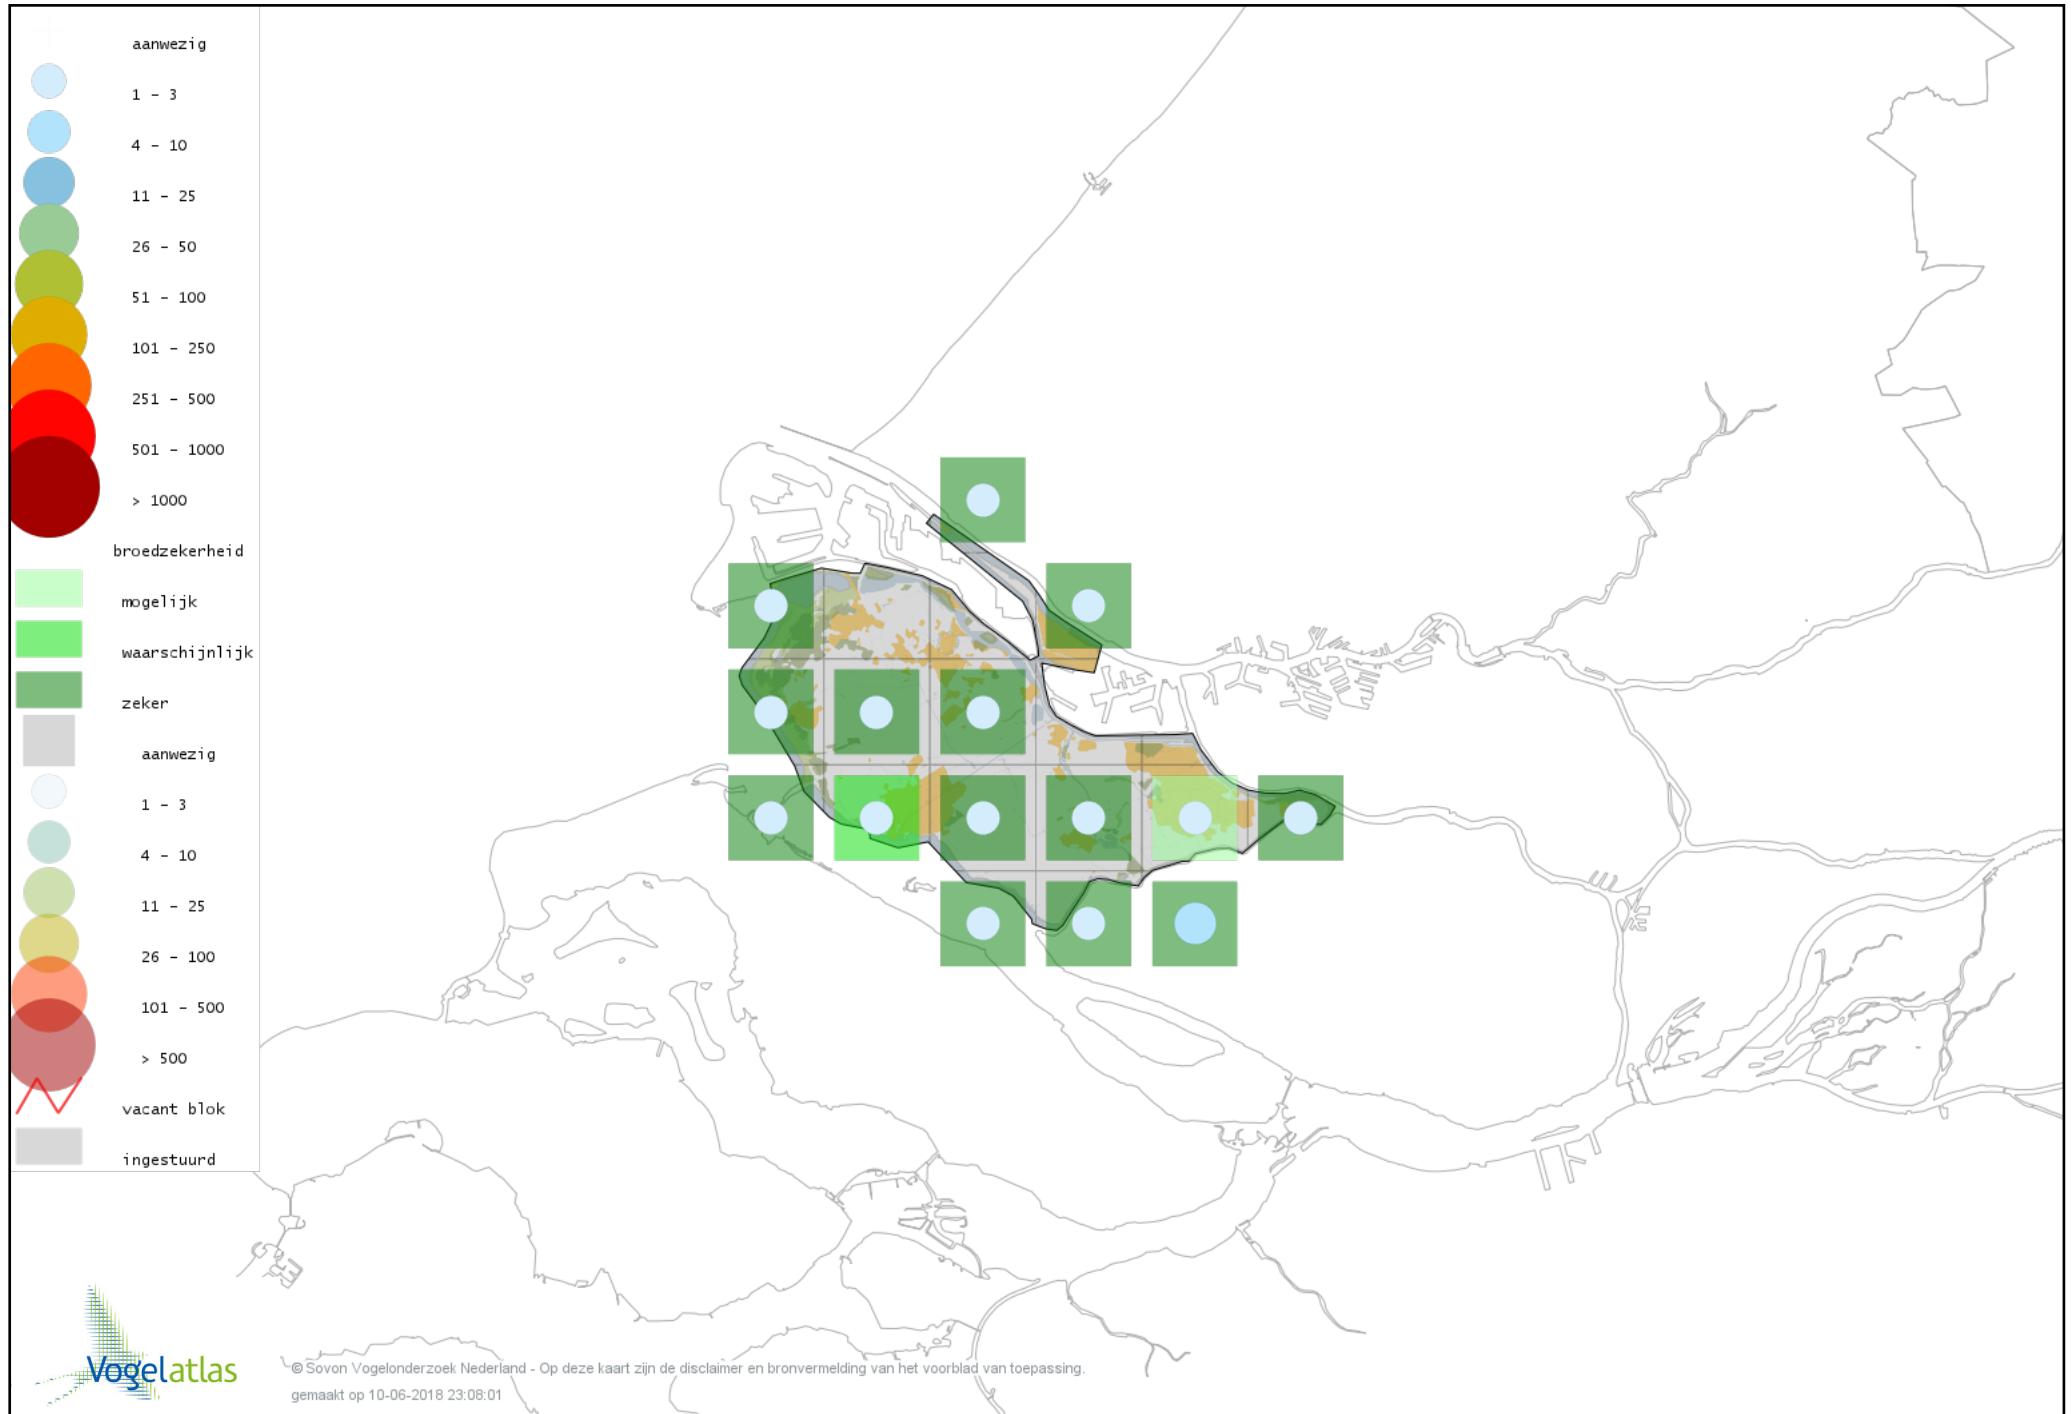 aanwezig
1 - 3
4 - 10
11 - 25
26 - 50
51 - 100
101 - 250
251 - 500
501 - 1000
> 1000
broedzekerheid
mogelijk
waarschijnlijk
zeker
aanwezig
1 - 3
4 - 10
11 - 25
26 - 100
101 - 500
> 500
vacant blok
ingestuurd
Vogelatlas
© Sovon Vogelonderzoek Nederland - Op deze kaart zijn de disclaimer en bronvermelding van het voorblad van toepassing.
gemaakt op 10-06-2018 23:08:01